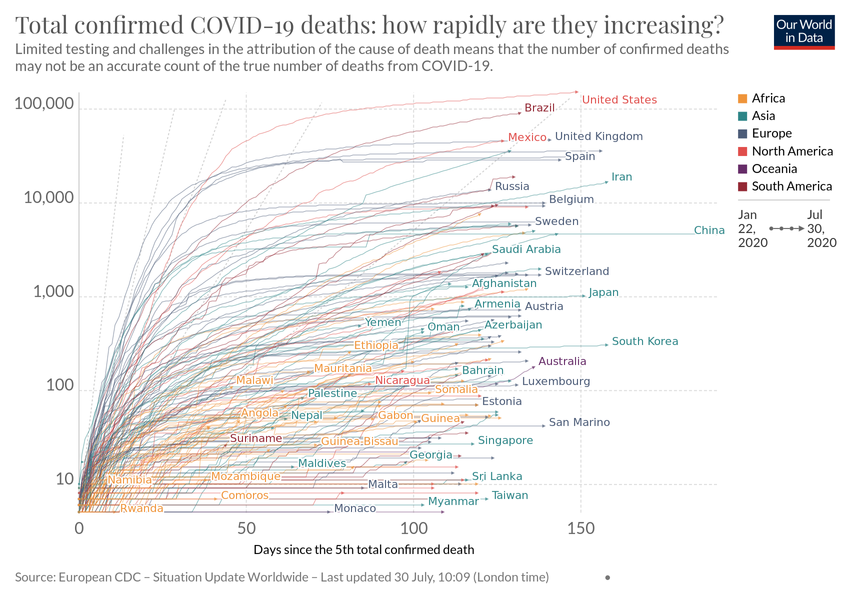 Total confirmed COVID-19 deaths: how rapidly are they increasing?
Limited testing and challenges in the attribution of the cause of death means that the number of confirmed deaths
may not be an accurate count of the true number of deaths from COVID-19.
Our World
in Data
100,000
10,000
1,000
100
10
United States
Brazil
Mexico
United Kingdom
Spain
Iran
Russia
Belgium
Sweden
China
Saudi Arabia
Switzerland
Afghanistan
Japan
Armenia
Austria
Yemen
Oman
Azerbaijan
Ethiopia
South Korea
Mauritania
Australia
Bahrain
Malawi
Nicaragua
Luxembourg
Palestine
Somalia
Estonia
Angola
Nepal
Gabon
Guinea
San Marino
Suriname
Guinea-Bissau
Singapore
Georgia
Maldives
Namibia
Mozambique
Sri Lanka
Malta
Comoros
Taiwan
Myanmar
Rwanda
Monaco
0
50
100
150
Days since the 5th total confirmed death
Africa
Asia
Europe
North America
Oceania
South America
Jan
22,
2020
Jul
30,
2020
Source: European CDC – Situation Update Worldwide – Last updated 30 July, 10:09 (London time)